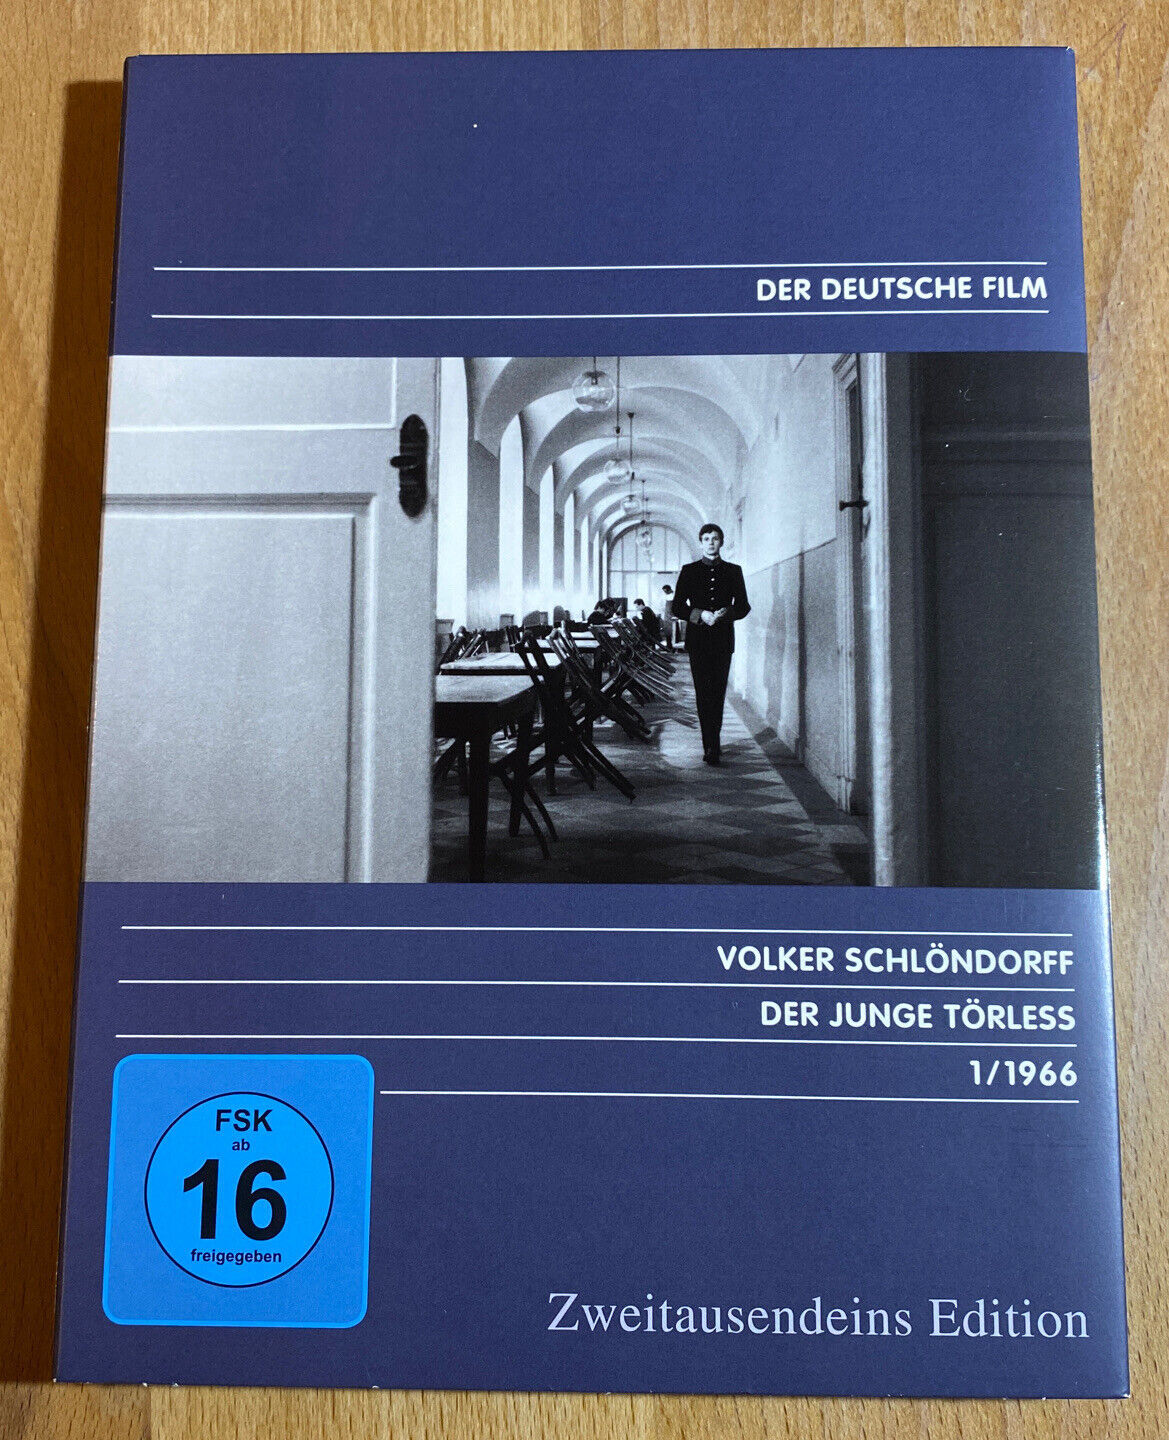 DER DEUTSCHE FILM
VOLKER SCHLÖNDORFF
DER JUNGE TÖRLESS
1/1966
FSK
ab
16
freigegeben
Zweitausendeins Edition